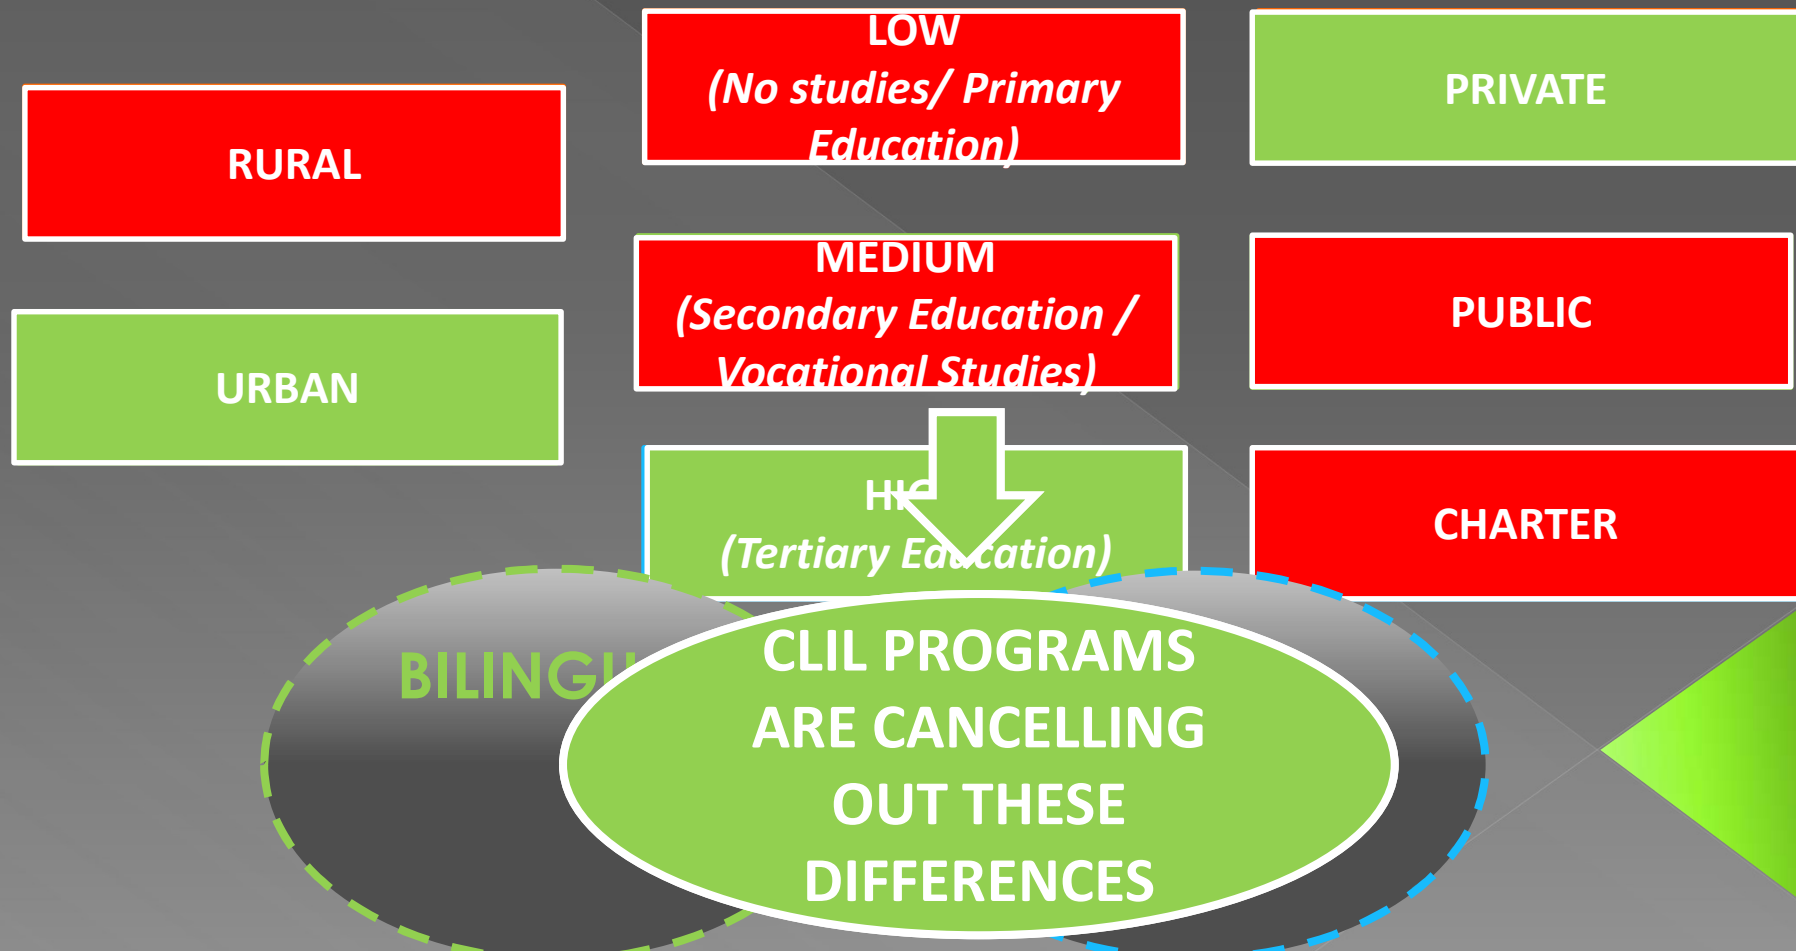 RURAL
URBAN
LOW
(No studies/ Primary
Education)
MEDIUM
(Secondary Education /
Vocational Studies)
(Tertiary Education)
PRIVATE
PUBLIC
CHARTER
CLIL PROGRAMS
ARE CANCELLING
OUT THESE
DIFFERENCES